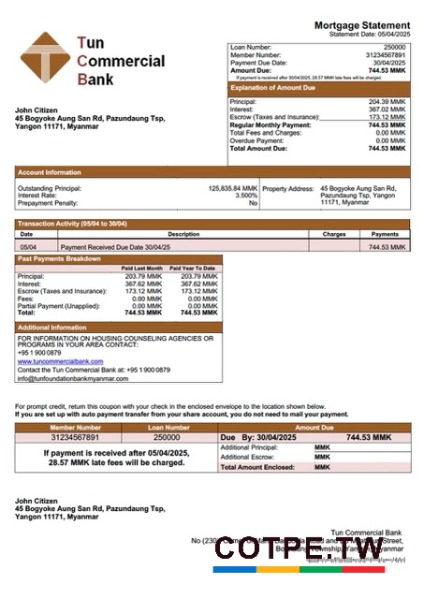 Mortgage Statement
Statement Date: 05/04/2025
Tun
Commercial
Bank
Loan Number: 250000
Member Number: 31234567891
Payment Due Date: 30/04/2025
Amount Due: 744.53 MMK
If payment is received after 05/04/2025, 28.57 MMK late fees will be charged.
Explanation of Amount Due
Principal: 204.39 MMK
Interest: 367.02 MMK
Escrow (Taxes and Insurance): 173.12 MMK
Regular Monthly Payment: 744.53 MMK
Total Fees and Charges: 0.00 MMK
Overdue Payment: 0.00 MMK
Total Amount Due: 744.53 MMK
John Citizen
45 Bogyoke Aung San Rd, Pazundaung Tsp,
Yangon 11171, Myanmar
Account Information
Outstanding Principal: 125,835.84 MMK
Interest Rate: 3.500%
Prepayment Penalty: No
Property Address: 45 Bogyoke Aung San Rd,
Pazundaung Tsp, Yangon
11171, Myanmar
Transaction Activity (05/04 to 30/04)
Date Description Charges Payments
05/04 Payment Received Due Date 30/04/25 744.53 MMK
Past Payments Breakdown
Paid Last Month Paid Year To Date
Principal: 203.79 MMK 203.79 MMK
Interest: 367.62 MMK 367.62 MMK
Escrow (Taxes and Insurance): 173.12 MMK 173.12 MMK
Fees: 0.00 MMK 0.00 MMK
Partial Payment (Unapplied): 0.00 MMK 0.00 MMK
Total: 744.53 MMK 744.53 MMK
Additional Information
FOR INFORMATION ON HOUSING COUNSELING AGENCIES OR
PROGRAMS IN YOUR AREA CONTACT:
+95 1 900 0879
www.tuncommercialbank.com
Contact the Tun Commercial Bank at: +95 1 900 0879
info@tunfoundationbankmyanmar.com
For prompt credit, return this coupon with your check in the enclosed envelope to the location shown below.
If you are set up with auto payment transfer from your share account, you do not need to mail your payment.
Member Number Loan Number Amount Due
31234567891 250000 Due By: 30/04/2025 744.53 MMK
If payment is received after 05/04/2025,
28.57 MMK late fees will be charged.
Additional Principal: MMK
Additional Escrow: MMK
Total Amount Enclosed: MMK
John Citizen
45 Bogyoke Aung San Rd, Pazundaung Tsp,
Yangon 11171, Myanmar
Tun Commercial Bank
COTPE.TW